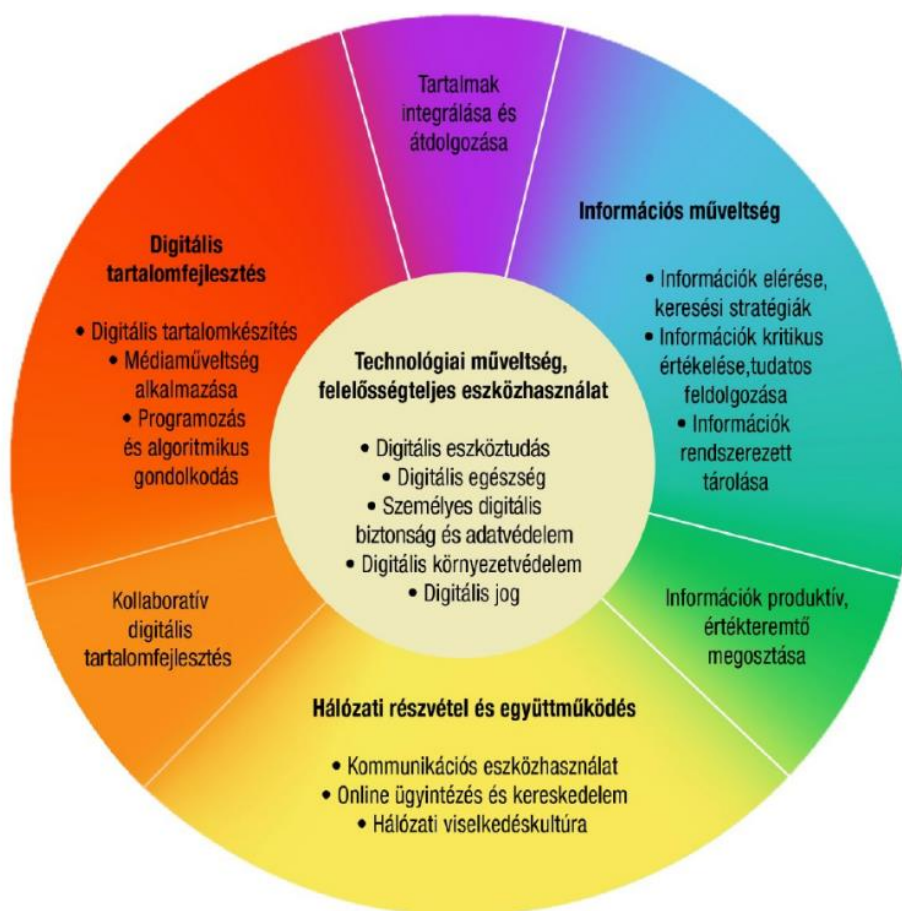 Tartalmak
integrálása és
átdolgozása
Információs műveltség
• Információk elérése,
keresési stratégiák
• Információk kritikus
értékelése,tudatos
feldolgozása
• Információk
rendszerezett
tárolása
Digitális
tartalomfejlesztés
• Digitális tartalomkészítés
• Médiaműveltség
alkalmazása
• Programozás
és algoritmikus
gondolkodás
Technológiai műveltség,
felelősségteljes eszközhasználat
• Digitális eszköztudás
• Digitális egészség
• Személyes digitális
biztonság és adatvédelem
• Digitális környezetvédelem
• Digitális jog
Kollaboratív
digitális
tartalomfejlesztés
Információk produktív,
értékteremtő
megosztása
Hálózati részvétel és együttműködés
• Kommunikációs eszközhasználat
• Online ügyintézés és kereskedelem
• Hálózati viselkedéskultúra